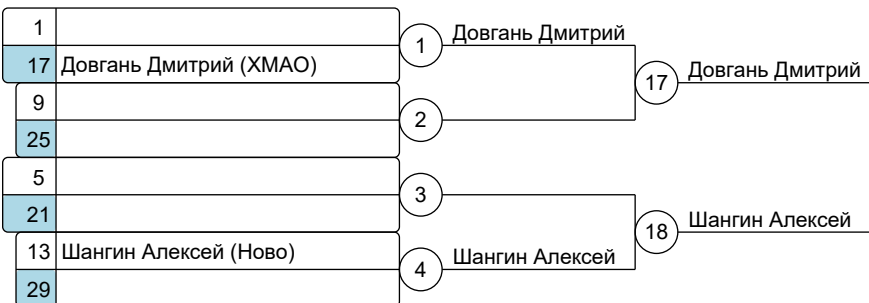 1
1 Довгань Дмитрий
17 Довгань Дмитрий (ХМАО)
17 Довгань Дмитрий
9
2
25
5
3
21
18 Шангин Алексей
13 Шангин Алексей (Ново)
4 Шангин Алексей
29